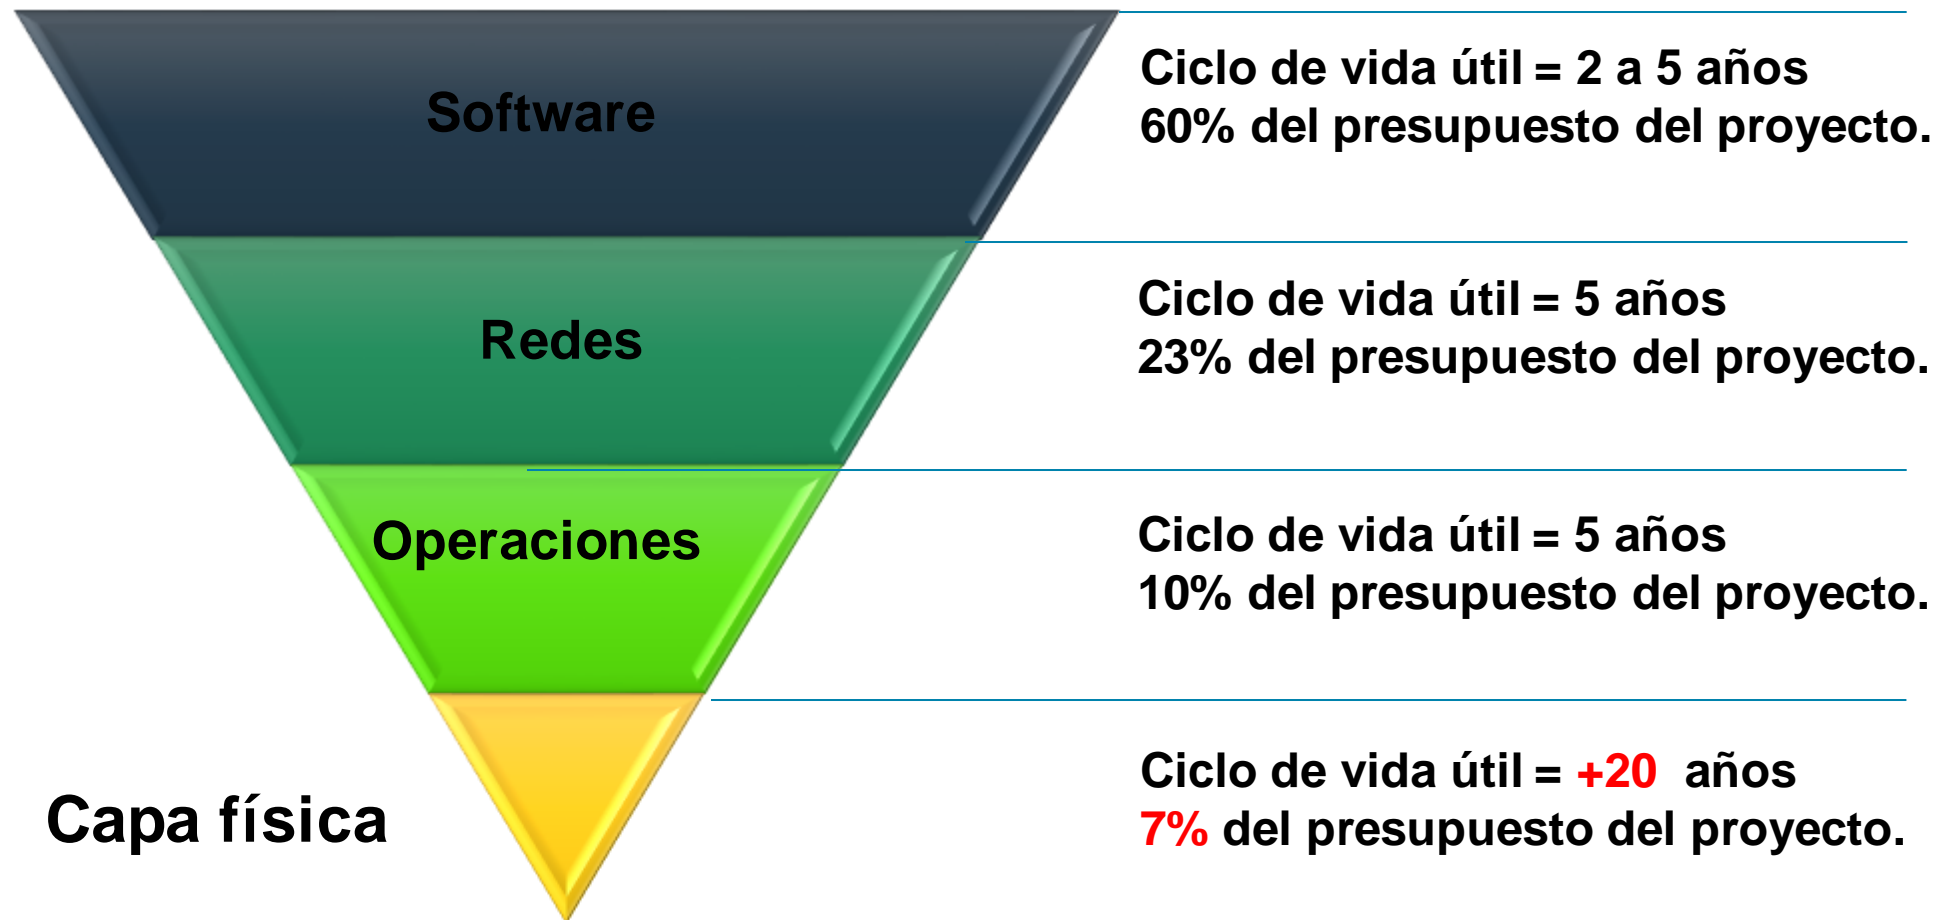 Software
Ciclo de vida útil = 2 a 5 años
60% del presupuesto del proyecto.
Redes
Ciclo de vida útil = 5 años
23% del presupuesto del proyecto.
Operaciones
Ciclo de vida útil = 5 años
10% del presupuesto del proyecto.
Capa física
Ciclo de vida útil = +20 años
7% del presupuesto del proyecto.